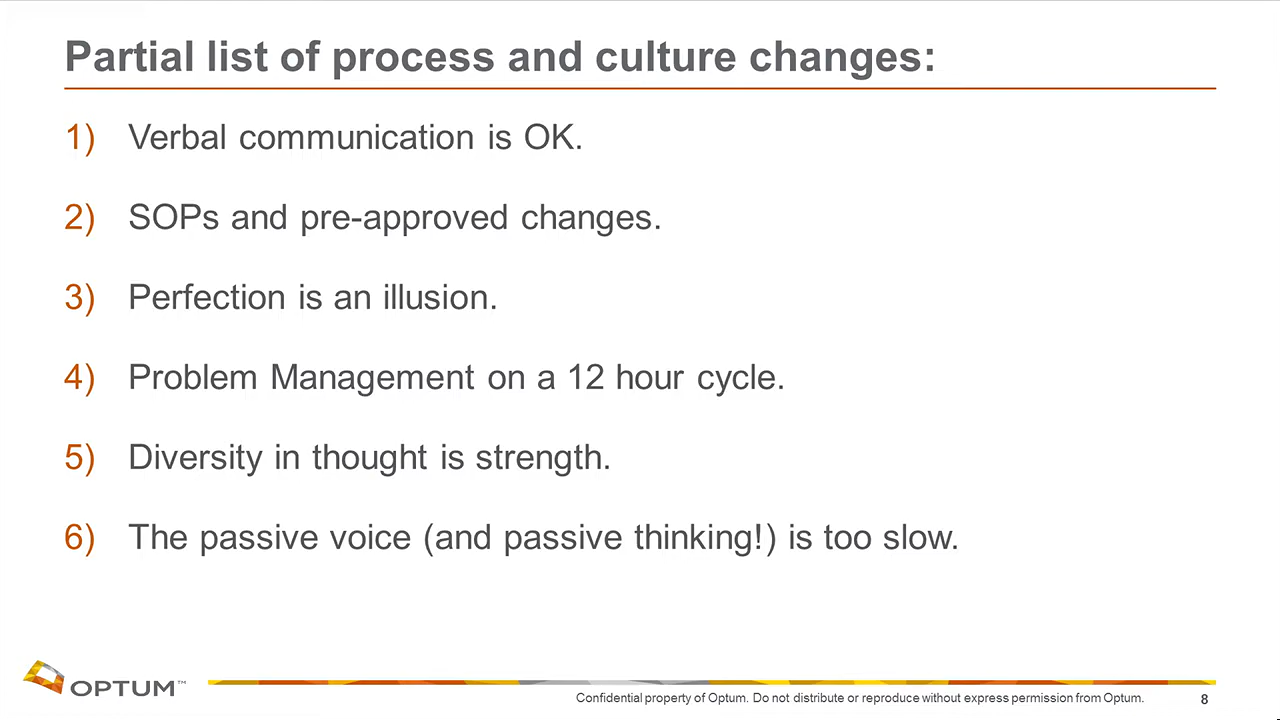 Partial list of process and culture changes:
1) Verbal communication is OK.
2) SOPs and pre-approved changes.
3) Perfection is an illusion.
4) Problem Management on a 12 hour cycle.
5) Diversity in thought is strength.
6) The passive voice (and passive thinking!) is too slow.
OPTUM™
Confidential property of Optum. Do not distribute or reproduce without express permission from Optum.
8